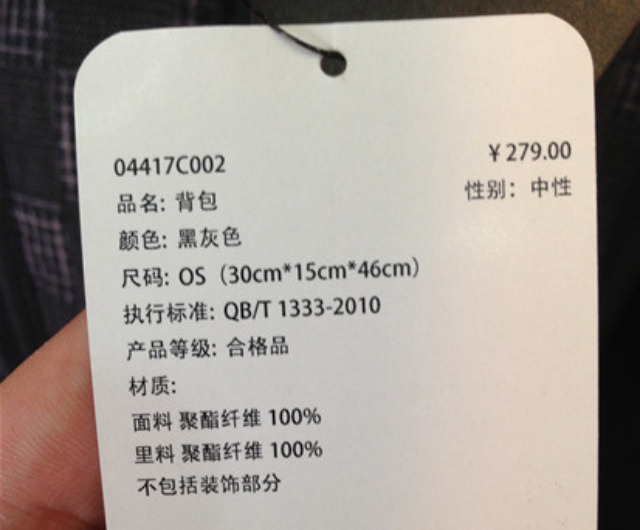 04417C002
¥279.00
品名: 背包
性别: 中性
颜色: 黑灰色
尺码: OS（30cm*15cm*46cm）
执行标准: QB/T 1333-2010
产品等级: 合格品
材质:
面料 聚酯纤维 100%
里料 聚酯纤维 100%
不包括装饰部分